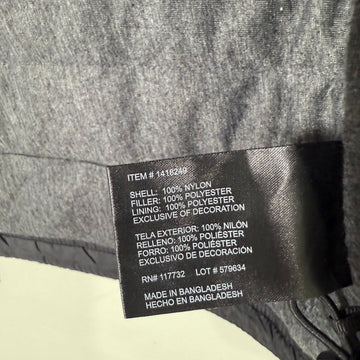 ITEM # 1416249
SHELL: 100% NYLON
FILLER: 100% POLYESTER
LINING: 100% POLYESTER
EXCLUSIVE OF DECORATION
TELA EXTERIOR: 100% NILÓN
RELLENO: 100% POLIÉSTER
FORRO: 100% POLIÉSTER
EXCLUSIVO DE DECORACIÓN
RN# 117732 LOT # 579634
MADE IN BANGLADESH
HECHO EN BANGLADESH